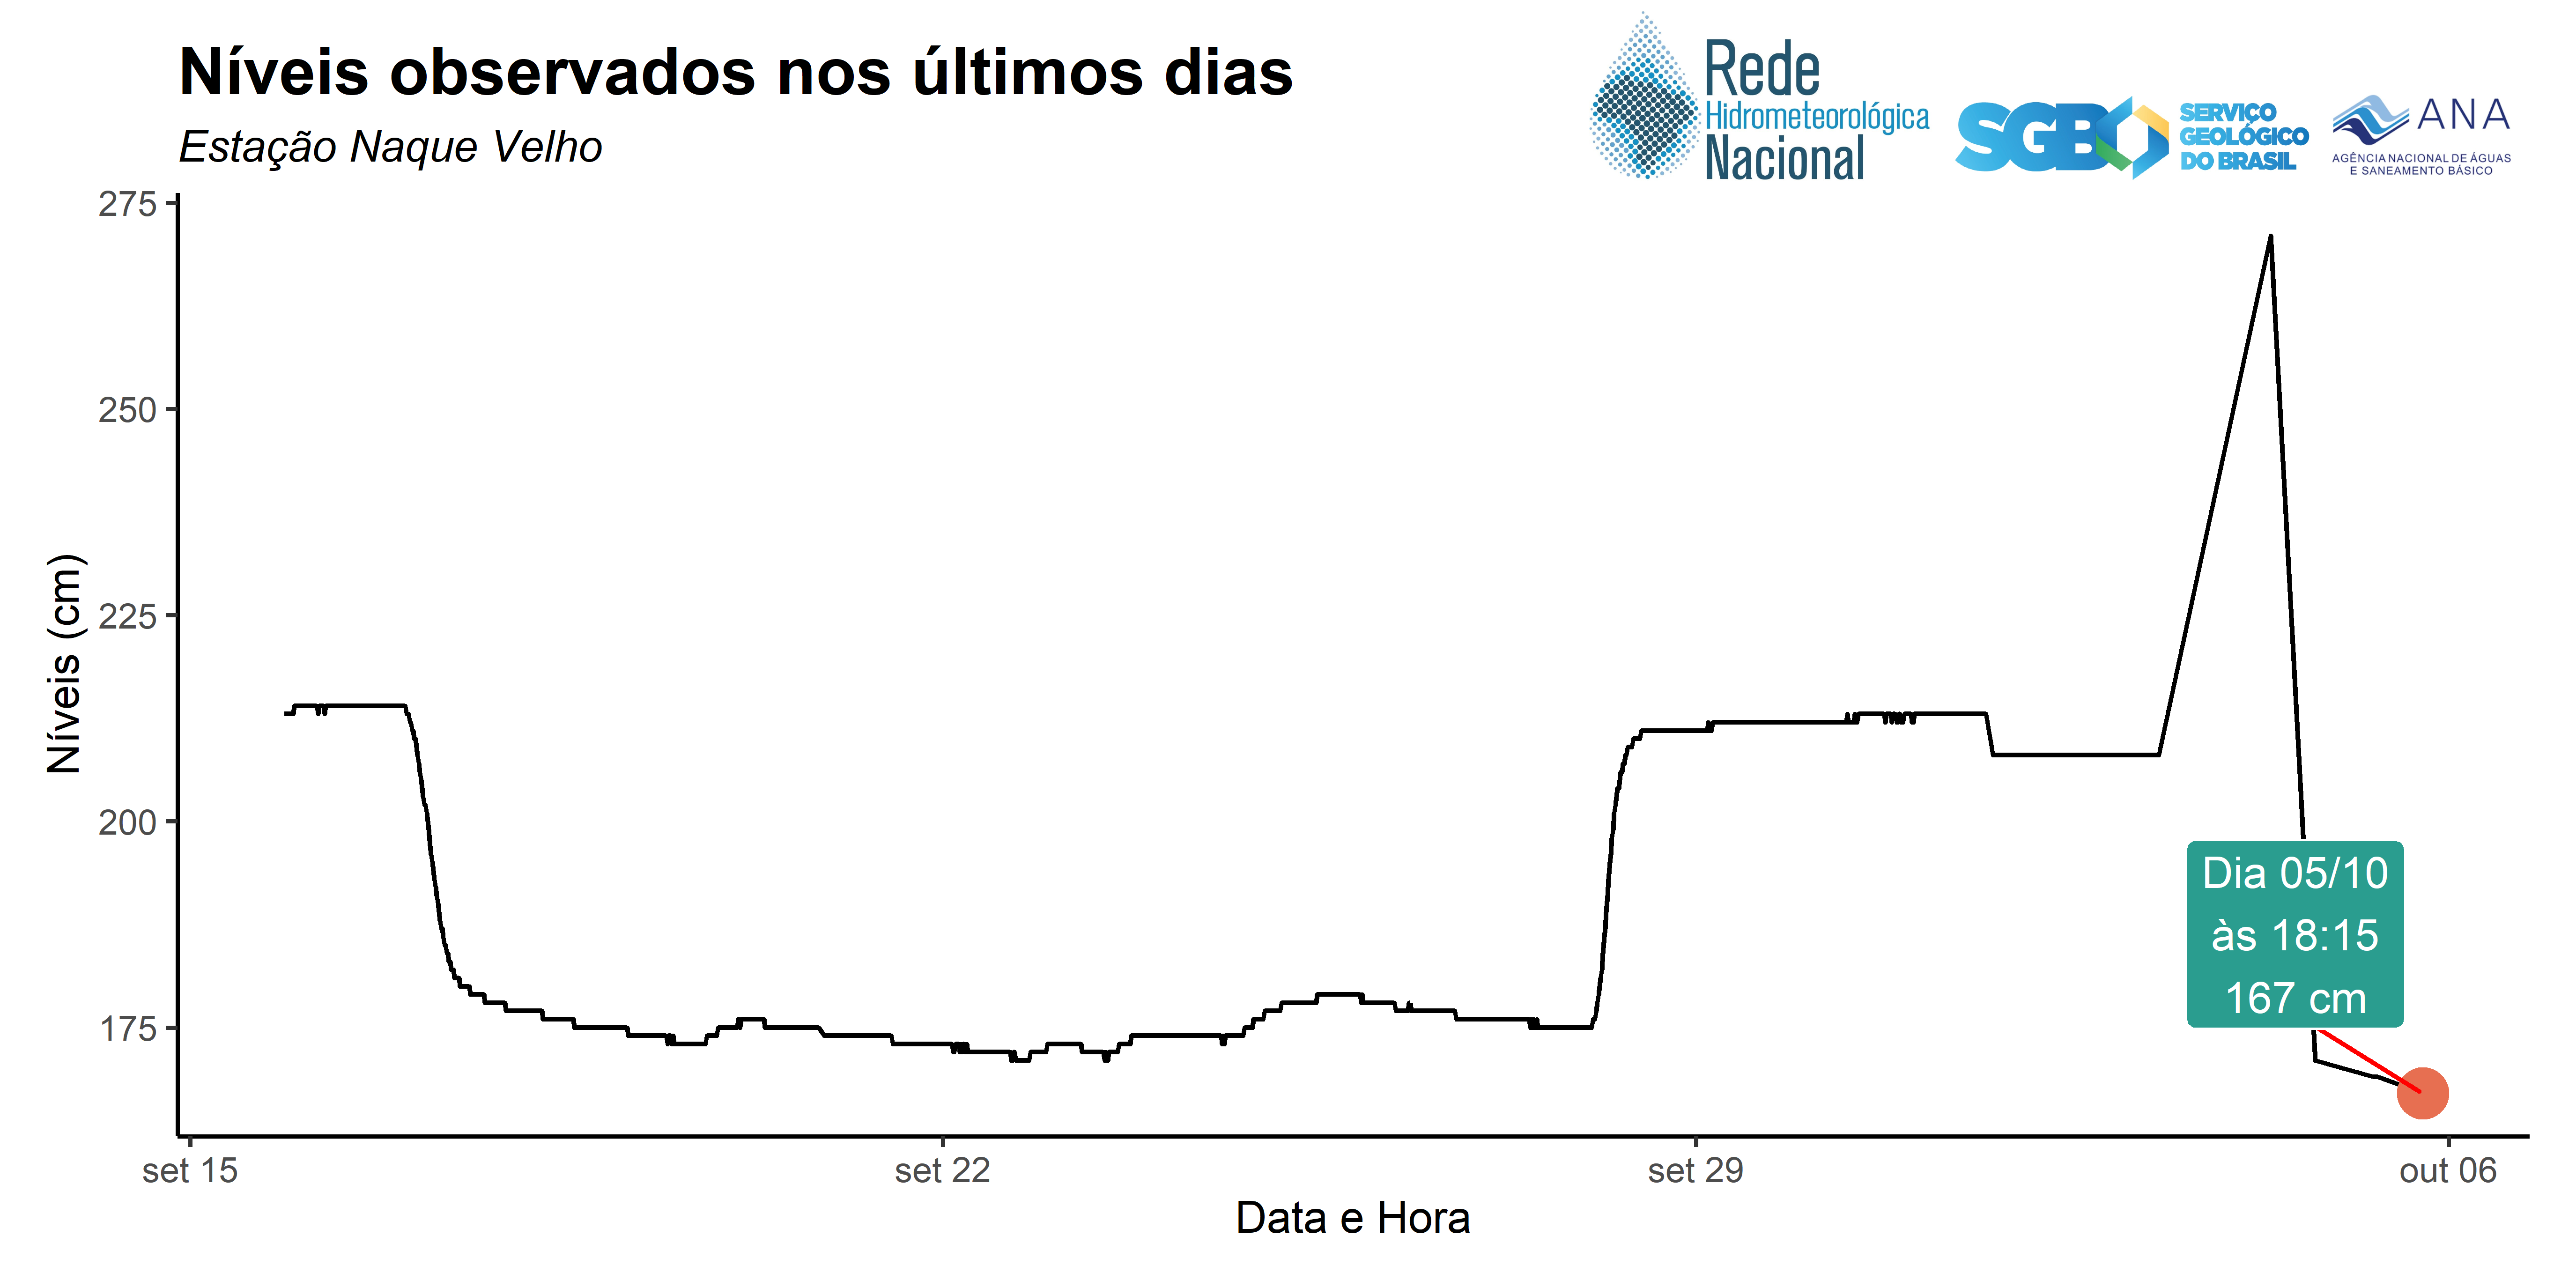 Níveis observados nos últimos dias
Estação Naque Velho
Rede
Hidrometeorológica
Nacional
SGB
SERVIÇO
GEOLÓGICO
DO BRASIL
ANA
AGÊNCIA NACIONAL DE ÁGUAS
E SANEAMENTO BÁSICO
275
250
225
200
175
Níveis (cm)
Dia 05/10
às 18:15
167 cm
set 15
set 22
set 29
out 06
Data e Hora